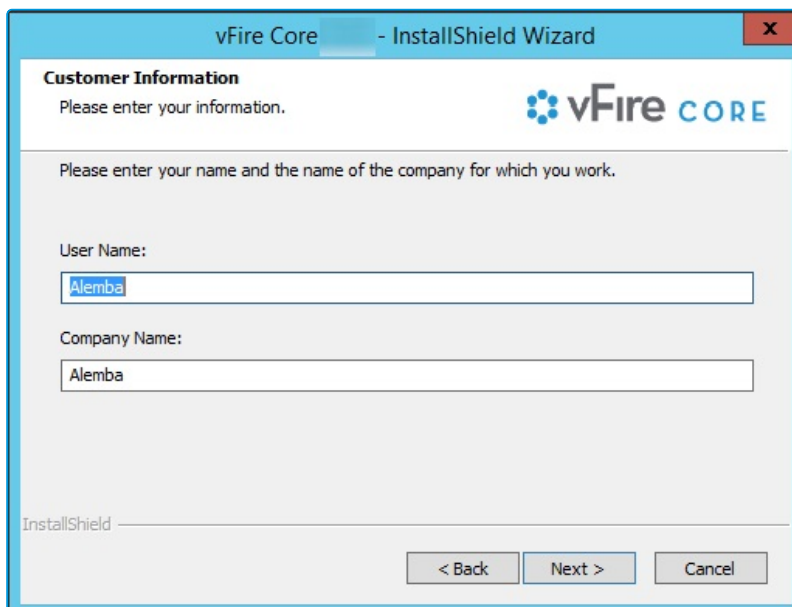 vFire Core - InstallShield Wizard
x
Customer Information
Please enter your information.
vFire CORE
Please enter your name and the name of the company for which you work.
User Name:
Alemba
Company Name:
Alemba
InstallShield
< Back Next > Cancel